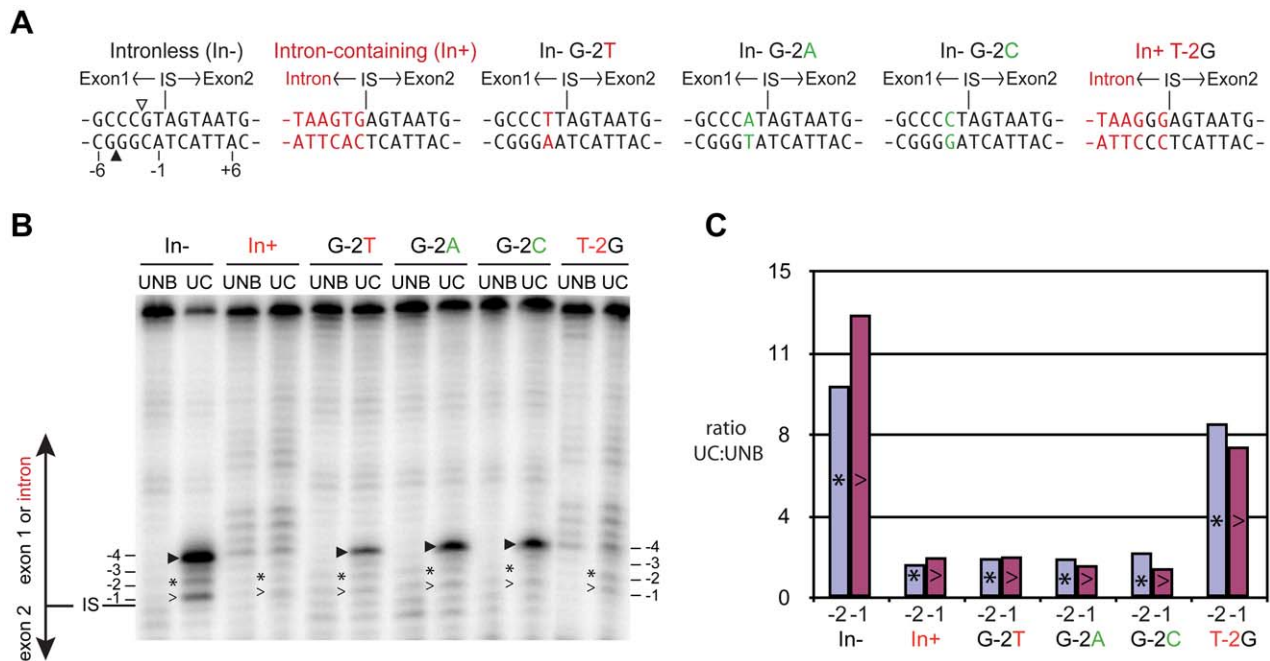 A
Intronless (In-) Intron-containing (In+) In- G-2T In- G-2A In- G-2C In+ T-2G
Exon1 ←IS→ Exon2 Intron ←IS→ Exon2 Exon1 ←IS→ Exon2 Exon1 ←IS→ Exon2 Exon1 ←IS→ Exon2 Intron ←IS→ Exon2
-GCCCGTAGTAATG- -TAAGTGAGTAATG- -GCCCTTAGTAATG- -GCCCATAGTAATG- -GCCCCTAGTAATG- -TAAGGGAGTAATG-
-CGGGCATCATTAC- -ATTCACTCATTAC- -CGGGAATCATTAC- -CGGGTATCATTAC- -CGGGGATCATTAC- -ATTCCCTCATTAC-
-6 -1 +6
B
In- In+ G-2T G-2A G-2C T-2G
UNB UC UNB UC UNB UC UNB UC UNB UC UNB UC
exon 2 exon 1 or intron
IS
-4
-3
-2
-1
* > * > * > * > * > * >
-4
-3
-2
-1
C
ratio
UC:UNB
15
11
8
4
0
* > * > * > * > * > * >
-2 -1 -2 -1 -2 -1 -2 -1 -2 -1 -2 -1
In- In+ G-2T G-2A G-2C T-2G